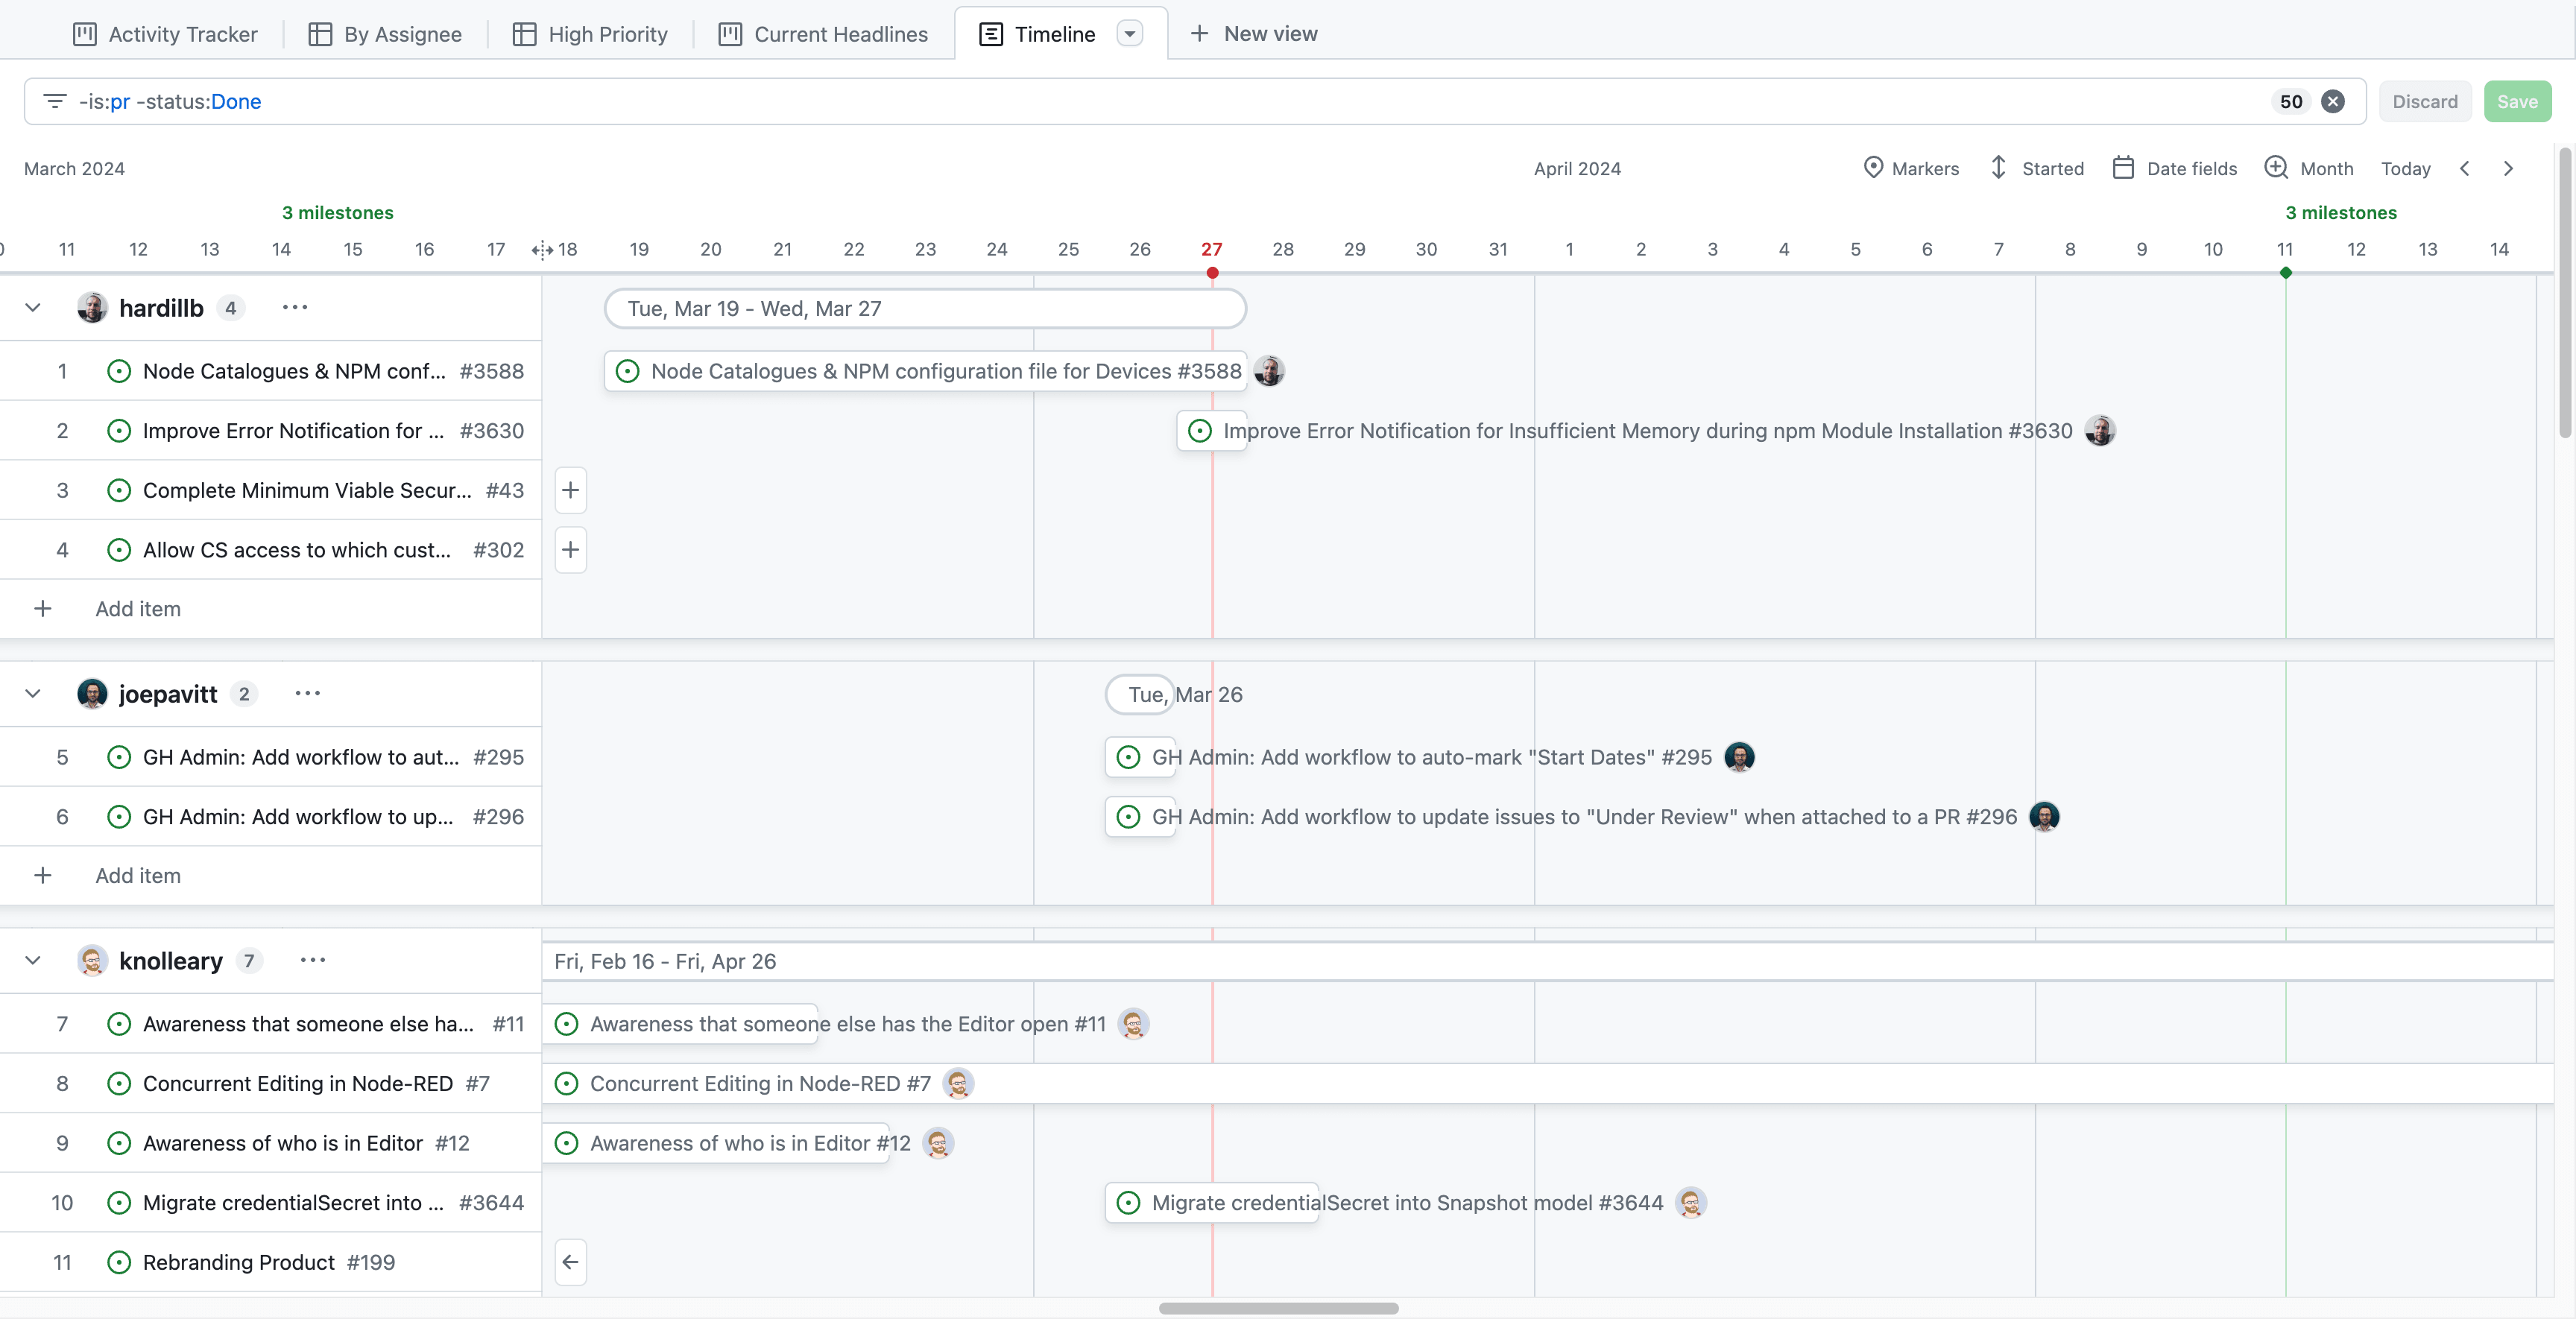 Activity Tracker By Assignee High Priority Current Headlines Timeline New view
-is:pr -status:Done 50 Discard Save
March 2024 April 2024 Markers Started Date fields Month Today
3 milestones 3 milestones
11 12 13 14 15 16 17 18 19 20 21 22 23 24 25 26 27 28 29 30 31 1 2 3 4 5 6 7 8 9 10 11 12 13 14
hardillb 4 ··· Tue, Mar 19 - Wed, Mar 27
1 Node Catalogues & NPM conf... #3588 Node Catalogues & NPM configuration file for Devices #3588
2 Improve Error Notification for ... #3630 Improve Error Notification for Insufficient Memory during npm Module Installation #3630
3 Complete Minimum Viable Secur... #43
4 Allow CS access to which cust... #302
Add item
joepavitt 2 ··· Tue, Mar 26
5 GH Admin: Add workflow to aut... #295 GH Admin: Add workflow to auto-mark "Start Dates" #295
6 GH Admin: Add workflow to up... #296 GH Admin: Add workflow to update issues to "Under Review" when attached to a PR #296
Add item
knolleary 7 ··· Fri, Feb 16 - Fri, Apr 26
7 Awareness that someone else ha... #11 Awareness that someone else has the Editor open #11
8 Concurrent Editing in Node-RED #7 Concurrent Editing in Node-RED #7
9 Awareness of who is in Editor #12 Awareness of who is in Editor #12
10 Migrate credentialSecret into ... #3644 Migrate credentialSecret into Snapshot model #3644
11 Rebranding Product #199